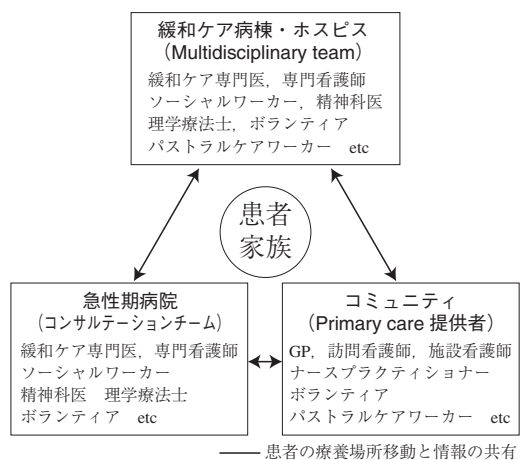 緩和ケア病棟・ホスピス
（Multidisciplinary team）
緩和ケア専門医，専門看護師
ソーシャルワーカー，精神科医
理学療法士，ボランティア
パストラルケアワーカー　etc
患者
家族
急性期病院
（コンサルテーションチーム）
緩和ケア専門医，専門看護師
ソーシャルワーカー
精神科医　理学療法士
ボランティア　etc
コミュニティ
（Primary care 提供者）
GP，訪問看護師，施設看護師
ナースプラクティショナー
ボランティア
パストラルケアワーカー　etc
── 患者の療養場所移動と情報の共有